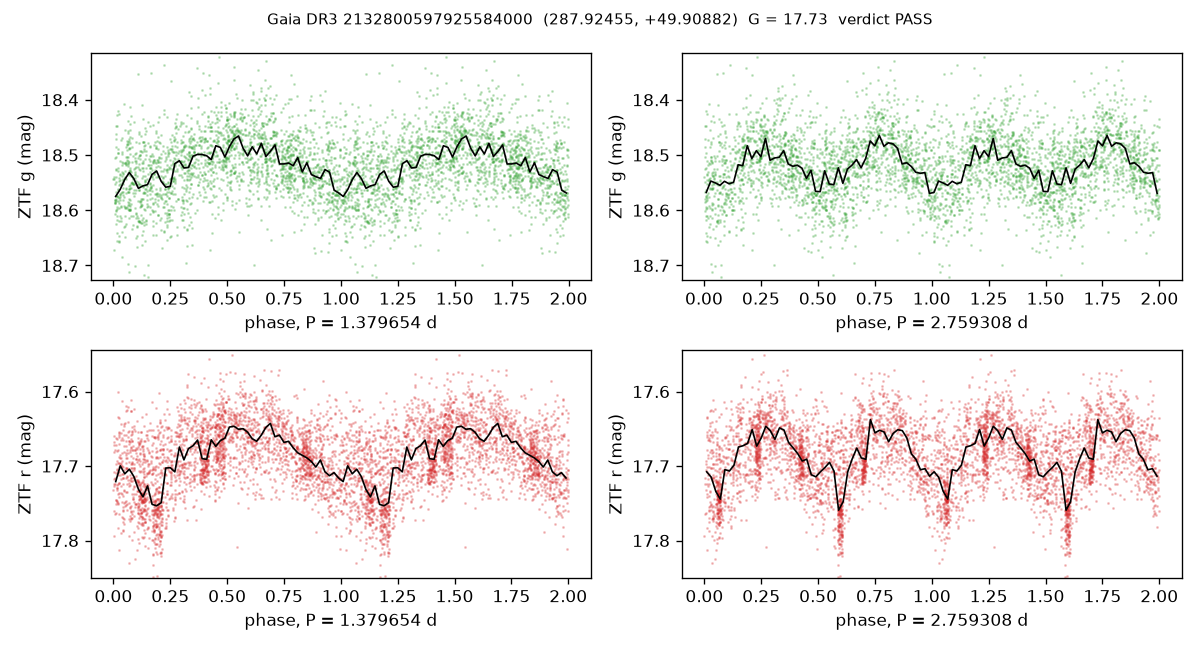 Gaia DR3 2132800597925584000 (287.92455, +49.90882) G = 17.73 verdict PASS
ZTF g (mag)
18.4
18.5
18.6
18.7
0.00 0.25 0.50 0.75 1.00 1.25 1.50 1.75 2.00
phase, P = 1.379654 d
ZTF g (mag)
18.4
18.5
18.6
18.7
0.00 0.25 0.50 0.75 1.00 1.25 1.50 1.75 2.00
phase, P = 2.759308 d
ZTF r (mag)
17.6
17.7
17.8
0.00 0.25 0.50 0.75 1.00 1.25 1.50 1.75 2.00
phase, P = 1.379654 d
ZTF r (mag)
17.6
17.7
17.8
0.00 0.25 0.50 0.75 1.00 1.25 1.50 1.75 2.00
phase, P = 2.759308 d